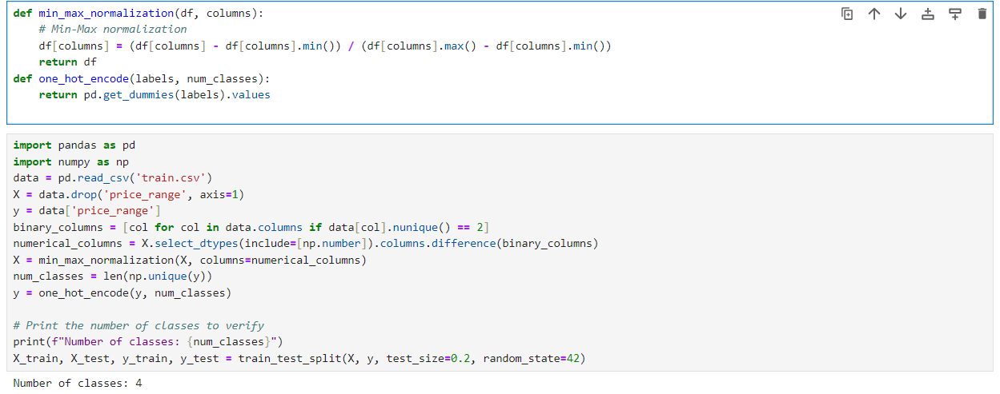 def min_max_normalization(df, columns):
    # Min-Max normalization
    df[columns] = (df[columns] - df[columns].min()) / (df[columns].max() - df[columns].min())
    return df
def one_hot_encode(labels, num_classes):
    return pd.get_dummies(labels).values
import pandas as pd
import numpy as np
data = pd.read_csv('train.csv')
X = data.drop('price_range', axis=1)
y = data['price_range']
binary_columns = [col for col in data.columns if data[col].nunique() == 2]
numerical_columns = X.select_dtypes(include=[np.number]).columns.difference(binary_columns)
X = min_max_normalization(X, columns=numerical_columns)
num_classes = len(np.unique(y))
y = one_hot_encode(y, num_classes)
# Print the number of classes to verify
print(f"Number of classes: {num_classes}")
X_train, X_test, y_train, y_test = train_test_split(X, y, test_size=0.2, random_state=42)
Number of classes: 4